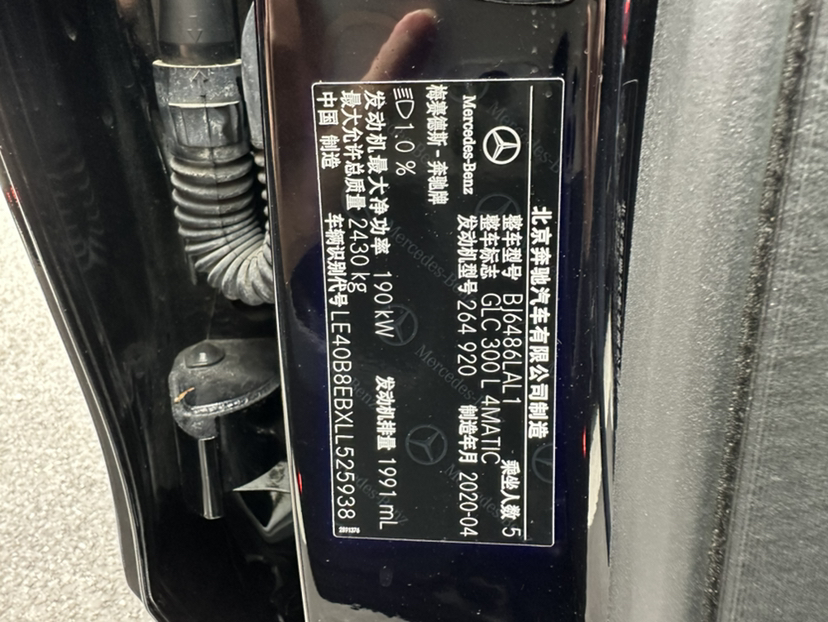 北京奔驰汽车有限公司制造
Mercedes-Benz
梅赛德斯-奔驰牌
整车型号 BJ6486LAL1 乘坐人数 5
整车标志 GLC 300 L 4MATIC
发动机型号 264 920 制造年月 2020-04
1.0 %
发动机最大净功率 190 kW 发动机排量 1991 mL
最大允许总质量 2430 kg
中国 制造 车辆识别代号 LE40B8EBXLL525938